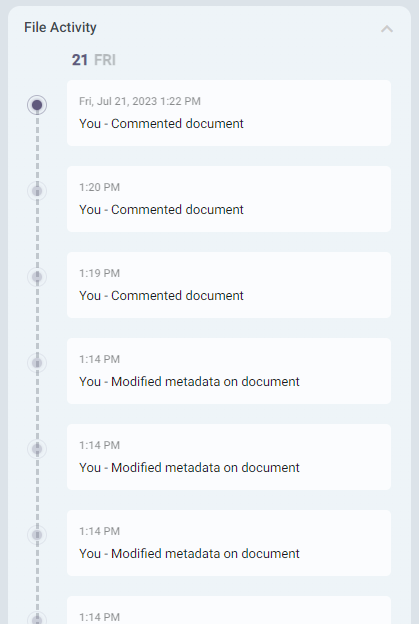 File Activity
21 FRI
Fri, Jul 21, 2023 1:22 PM
You - Commented document
1:20 PM
You - Commented document
1:19 PM
You - Commented document
1:14 PM
You - Modified metadata on document
1:14 PM
You - Modified metadata on document
1:14 PM
You - Modified metadata on document
1:14 PM